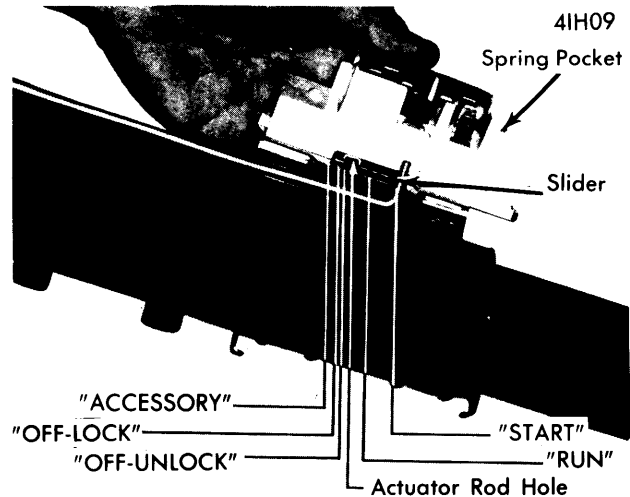 41H09
Spring Pocket
Slider
"ACCESSORY"
"OFF-LOCK"
"OFF-UNLOCK"
"START"
"RUN"
Actuator Rod Hole